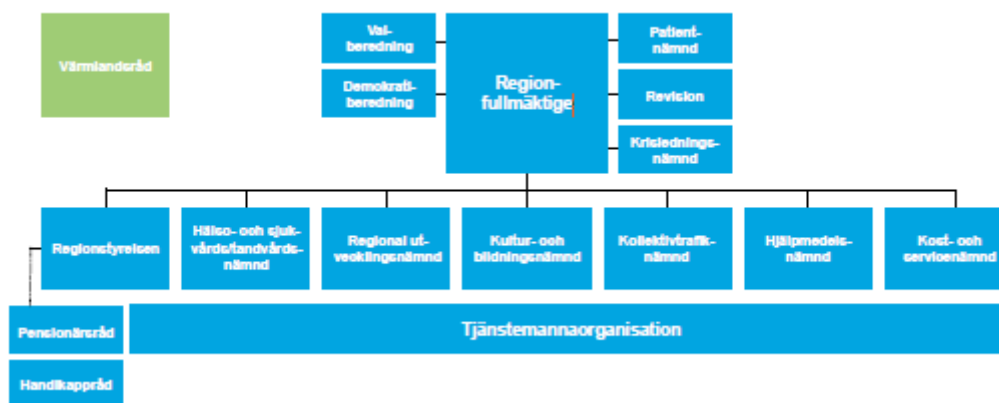 Värmlandsråd
Val-
beredning
Demokrati-
beredning
Region-
fullmäktige
Patient-
nämnd
Revision
Krislednings-
nämnd
Regionstyrelsen
Hälso- och sjuk-
vårds/tandvårds-
nämnd
Regional ut-
vecklingsnämnd
Kultur- och
bildningsnämnd
Kollektivtrafik-
nämnd
Hjälpmedels-
nämnd
Kost- och
servicenämnd
Pensionärsråd
Tjänstemannaorganisation
Handikappråd